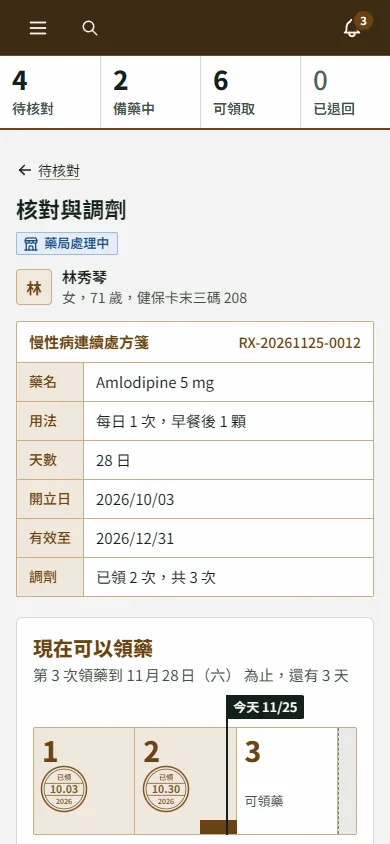 3
4
待核對
2
備藥中
6
可領取
0
已退回
待核對
核對與調劑
藥局處理中
林
林秀琴
女，71 歲，健保卡末三碼 208
慢性病連續處方箋 RX-20261125-0012
藥名 Amlodipine 5 mg
用法 每日 1 次，早餐後 1 顆
天數 28 日
開立日 2026/10/03
有效至 2026/12/31
調劑 已領 2 次，共 3 次
現在可以領藥
第 3 次領藥到 11月28日（六） 為止，還有 3 天
今天 11/25
1
已領
10.03
2026
2
已領
10.30
2026
3
可領藥